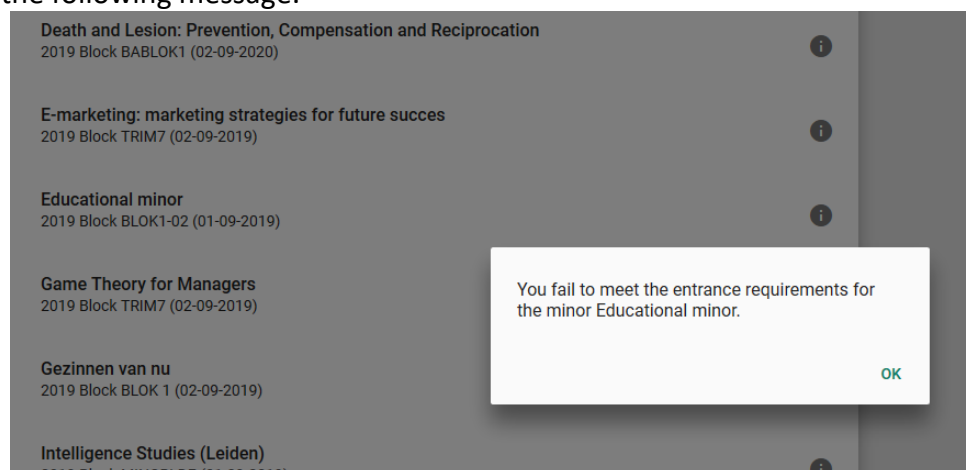 the following message:
Death and Lesion: Prevention, Compensation and Reciprocation
2019 Block BABLOK1 (02-09-2020)
E-marketing: marketing strategies for future succes
2019 Block TRIM7 (02-09-2019)
Educational minor
2019 Block BLOK1-02 (01-09-2019)
Game Theory for Managers
2019 Block TRIM7 (02-09-2019)
You fail to meet the entrance requirements for
the minor Educational minor.
OK
Gezinnen van nu
2019 Block BLOK 1 (02-09-2019)
Intelligence Studies (Leiden)